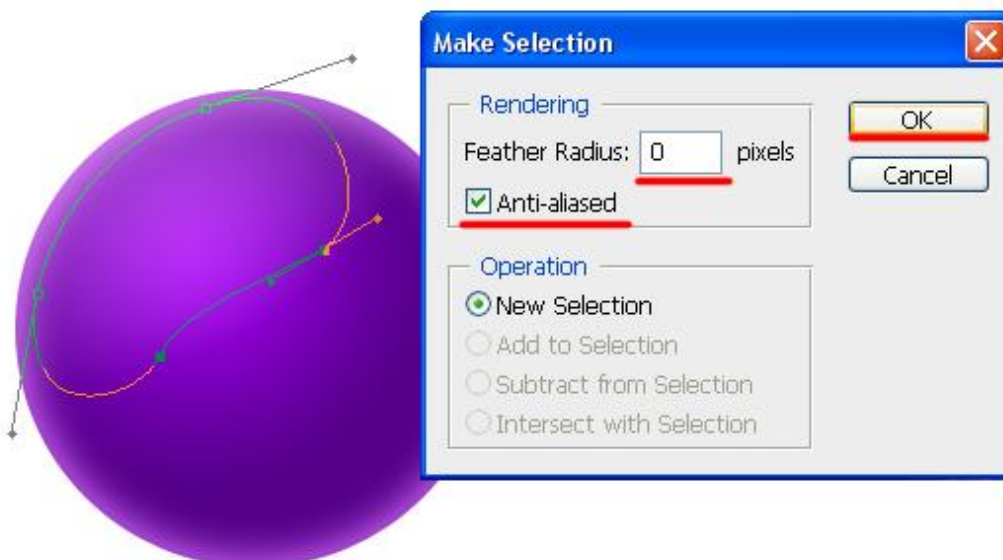 Make Selection
Rendering
Feather Radius: 0 pixels
Anti-aliased
OK
Cancel
Operation
New Selection
Add to Selection
Subtract from Selection
Intersect with Selection